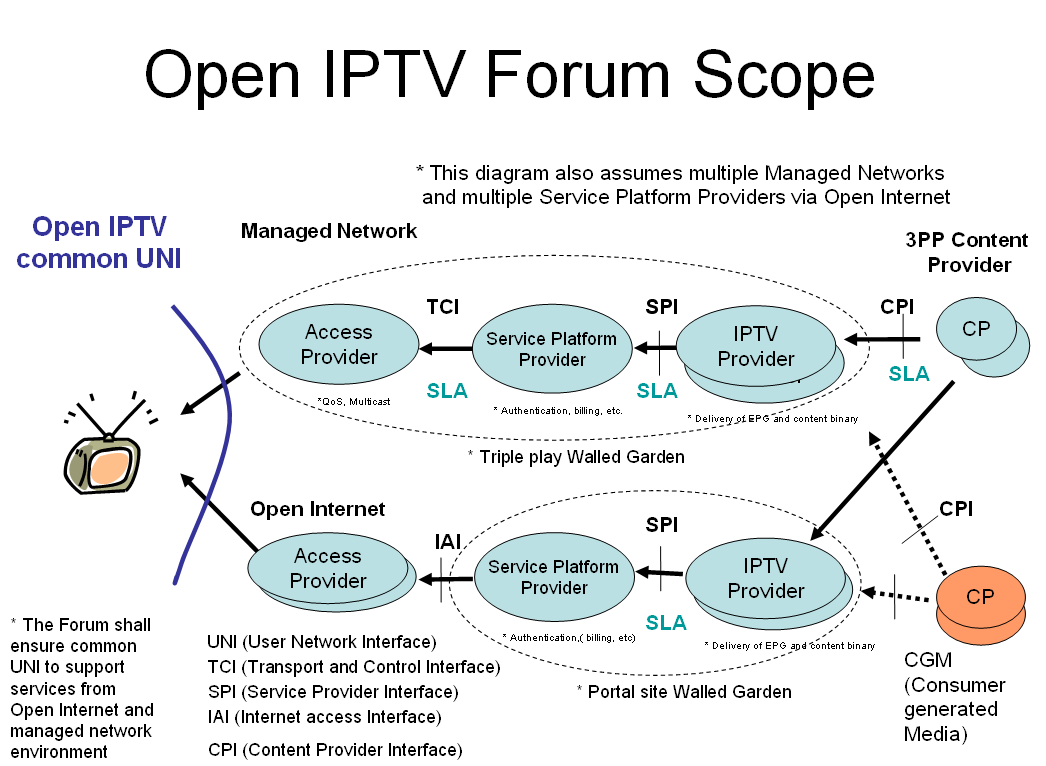 Open IPTV Forum Scope
* This diagram also assumes multiple Managed Networks
and multiple Service Platform Providers via Open Internet
Open IPTV
common UNI
Managed Network
3PP Content
Provider
TCI
SPI
CPI
Access
Provider
Service Platform
Provider
IPTV
Provider
CP
SLA
SLA
SLA
*QoS, Multicast
* Authentication, billing, etc.
* Delivery of EPG and content binary
* Triple play Walled Garden
Open Internet
IAI
SPI
CPI
Access
Provider
Service Platform
Provider
IPTV
Provider
CP
SLA
* Authentication,( billing, etc)
* Delivery of EPG and content binary
* Portal site Walled Garden
CGM
(Consumer
generated
Media)
* The Forum shall
ensure common
UNI to support
services from
Open Internet and
managed network
environment
UNI (User Network Interface)
TCI (Transport and Control Interface)
SPI (Service Provider Interface)
IAI (Internet access Interface)
CPI (Content Provider Interface)